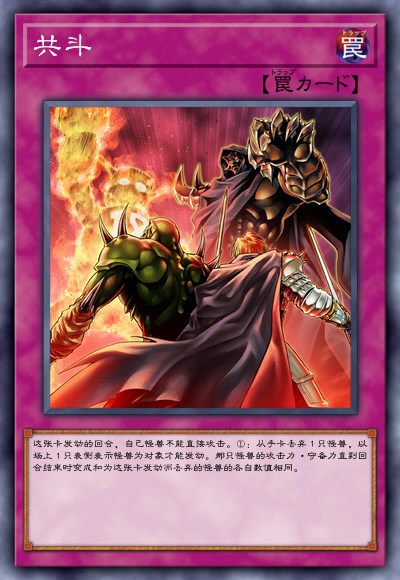 共斗
トラップ
罠
トラップ
【罠カード】
这张卡发动的回合，自己怪兽不能直接攻击。①：从手卡丢弃1只怪兽，以
场上1只表侧表示怪兽为对象才能发动。那只怪兽的攻击力・守备力直到回
合结束时变成和为这张卡发动而丢弃的怪兽的各自数值相同。